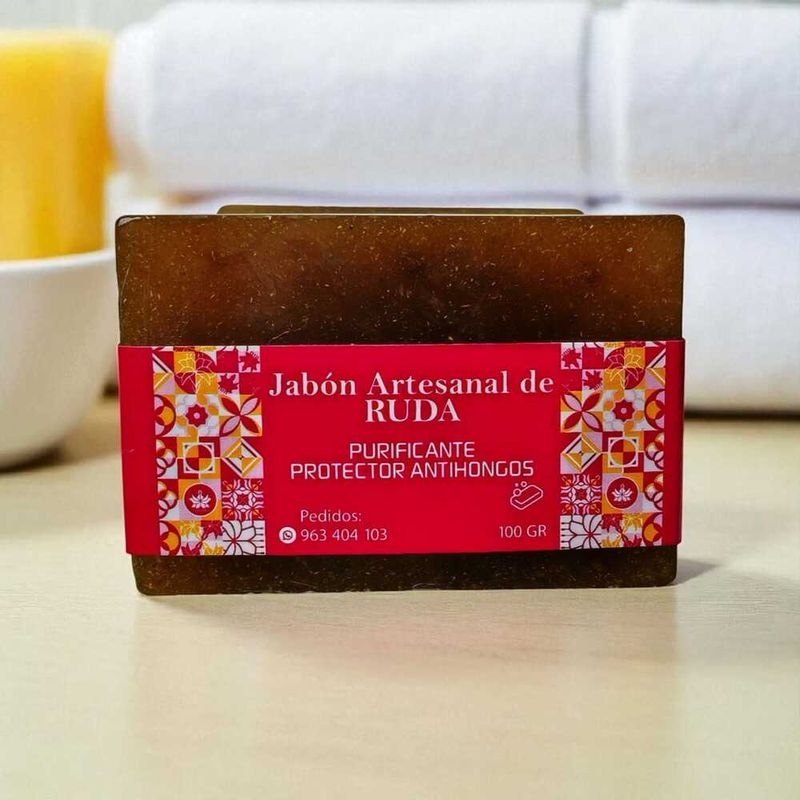 Jabón Artesanal de
RUDA
PURIFICANTE
PROTECTOR ANTIHONGOS
Pedidos:
963 404 103
100 GR